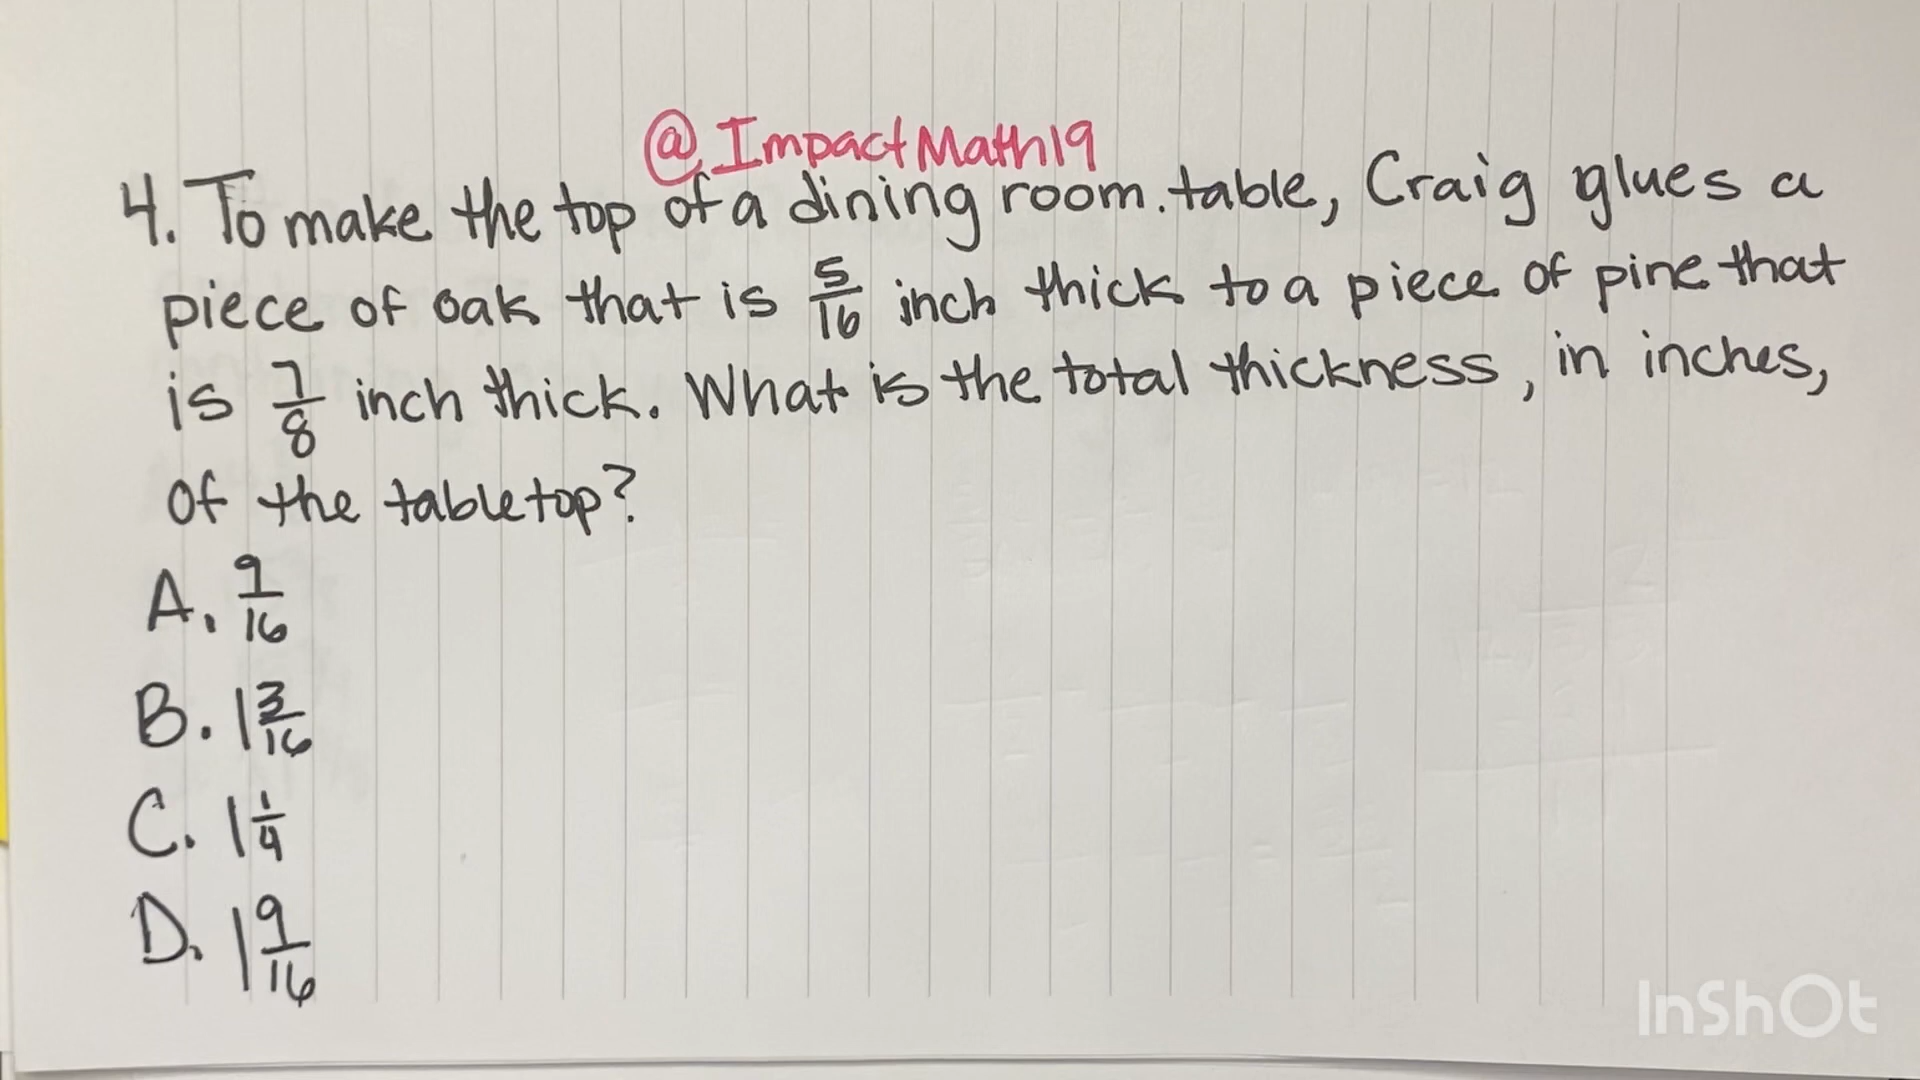 @ImpactMath19
4. To make the top of a dining room. table, Craig glues a
piece of oak that is 5/16 inch thick to a piece of pine that
is 7/8 inch thick. What is the total thickness, in inches,
of the tabletop?
A. 9/16
B. 1 3/16
C. 1 1/4
D. 1 9/16
InShOt